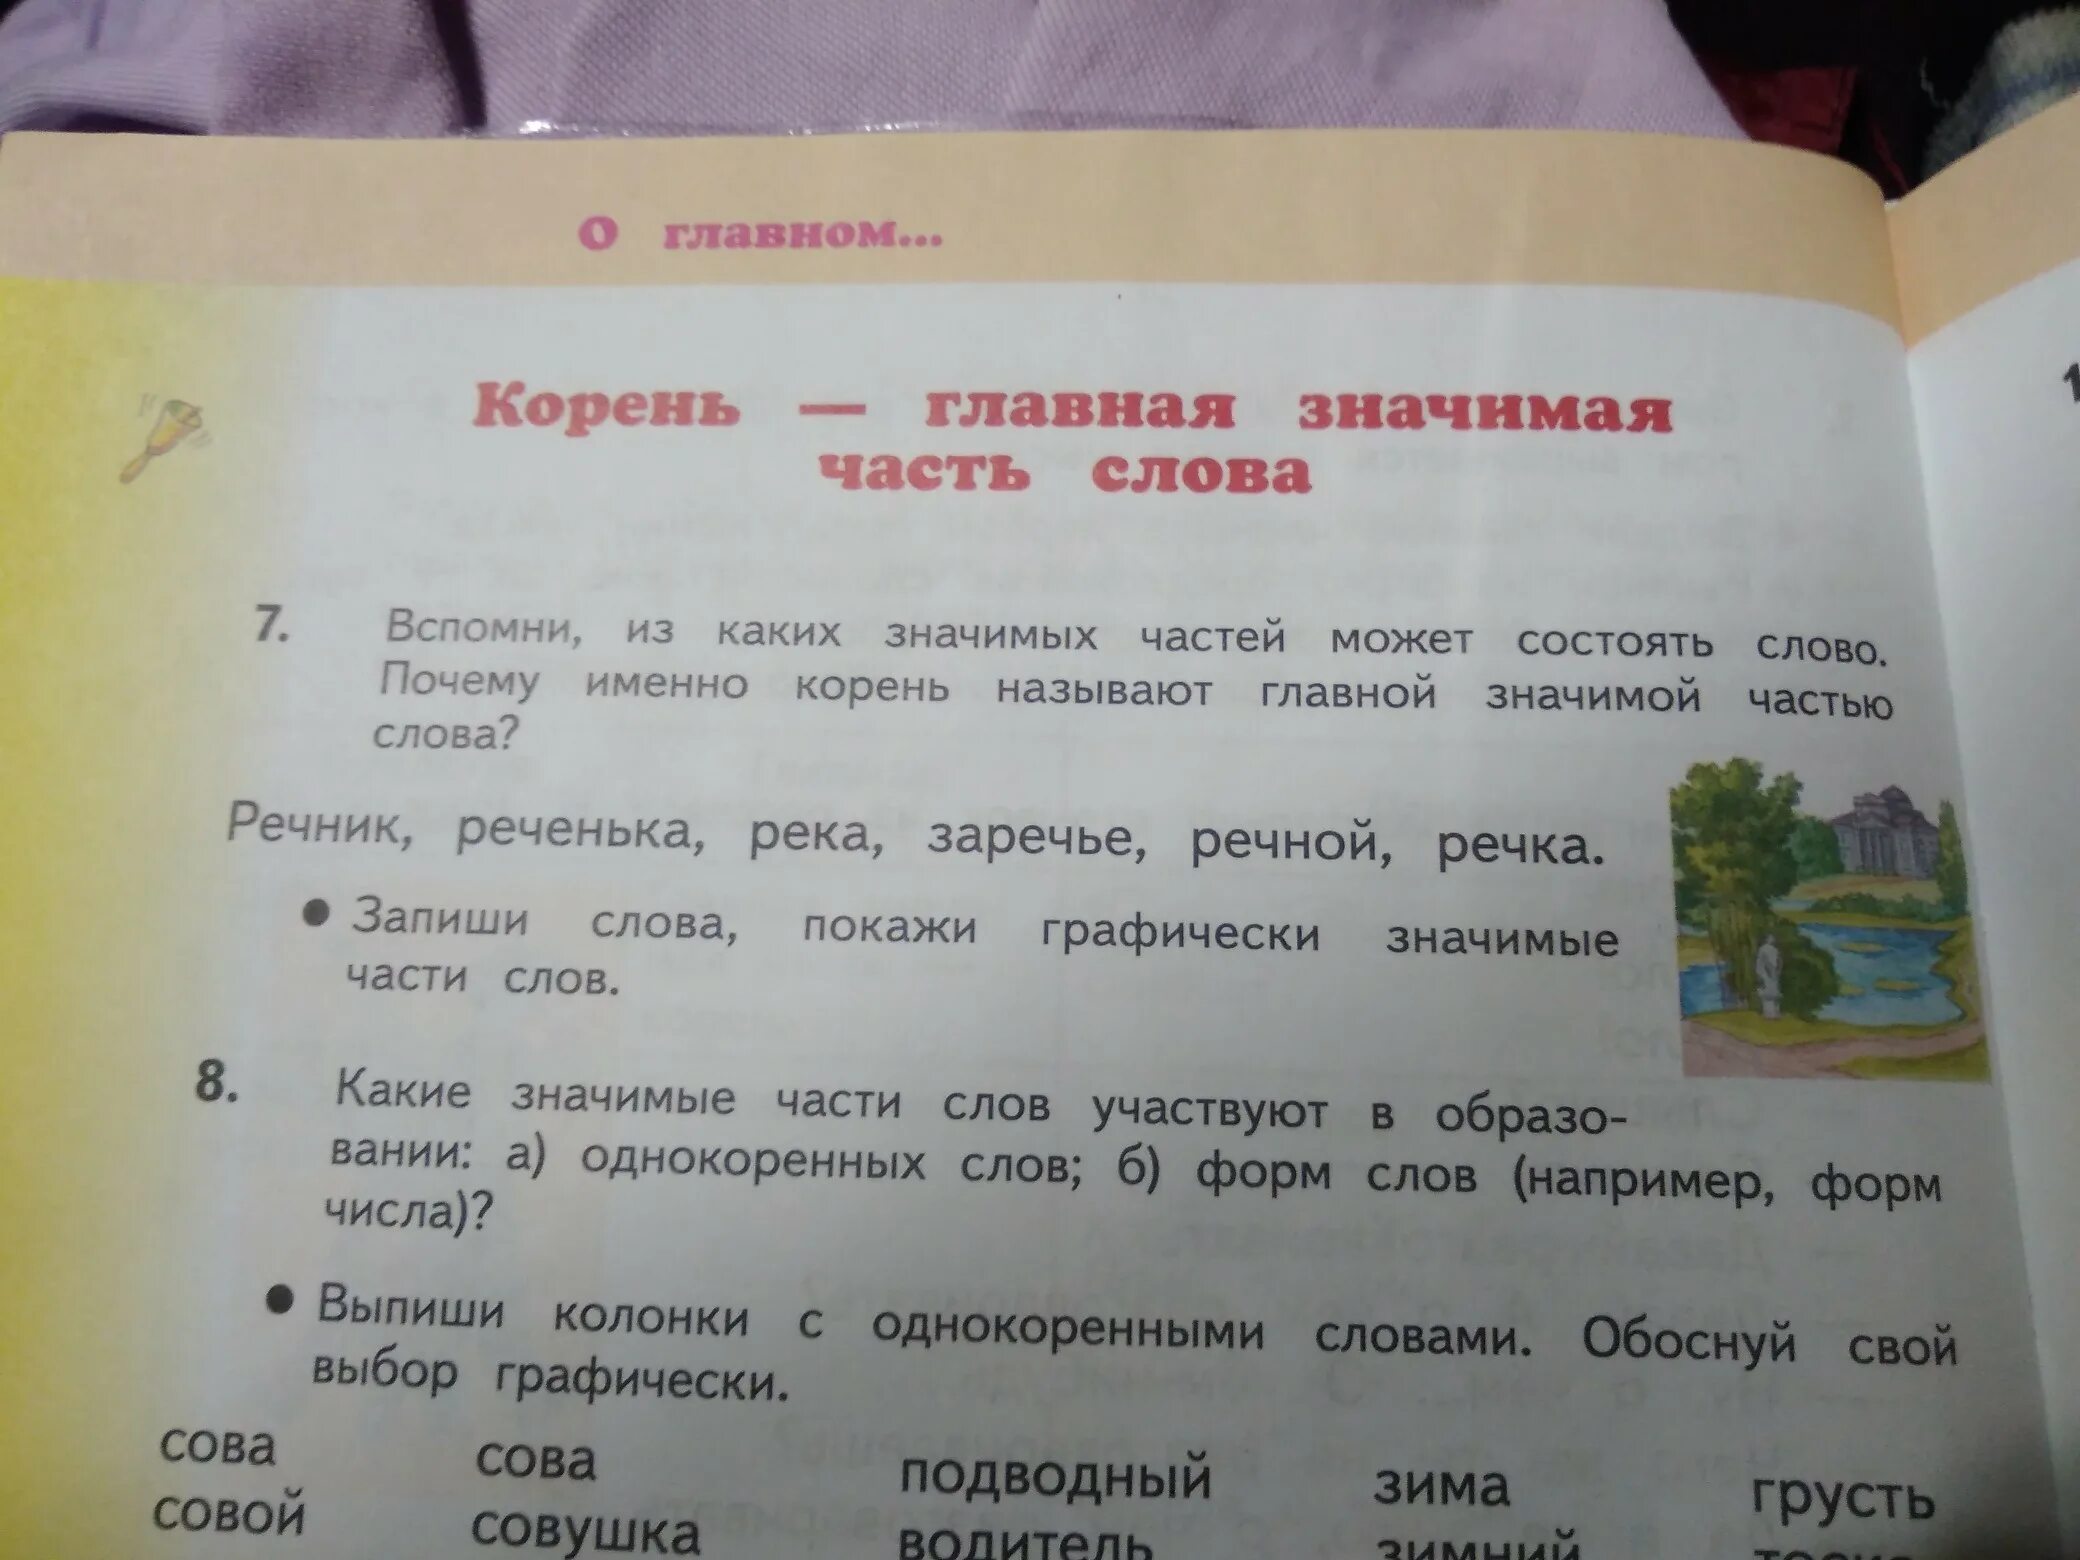 О главном...
Корень — главная значимая
часть слова
7. Вспомни, из каких значимых частей может состоять слово.
Почему именно корень называют главной значимой частью
слова?
Речник, реченька, река, заречье, речной, речка.
● Запиши слова, покажи графически значимые
части слов.
8. Какие значимые части слов участвуют в образо-
вании: а) однокоренных слов; б) форм слов (например, форм
числа)?
● Выпиши колонки с однокоренными словами. Обоснуй свой
выбор графически.
сова сова подводный зима грусть
совой совушка водитель зимний